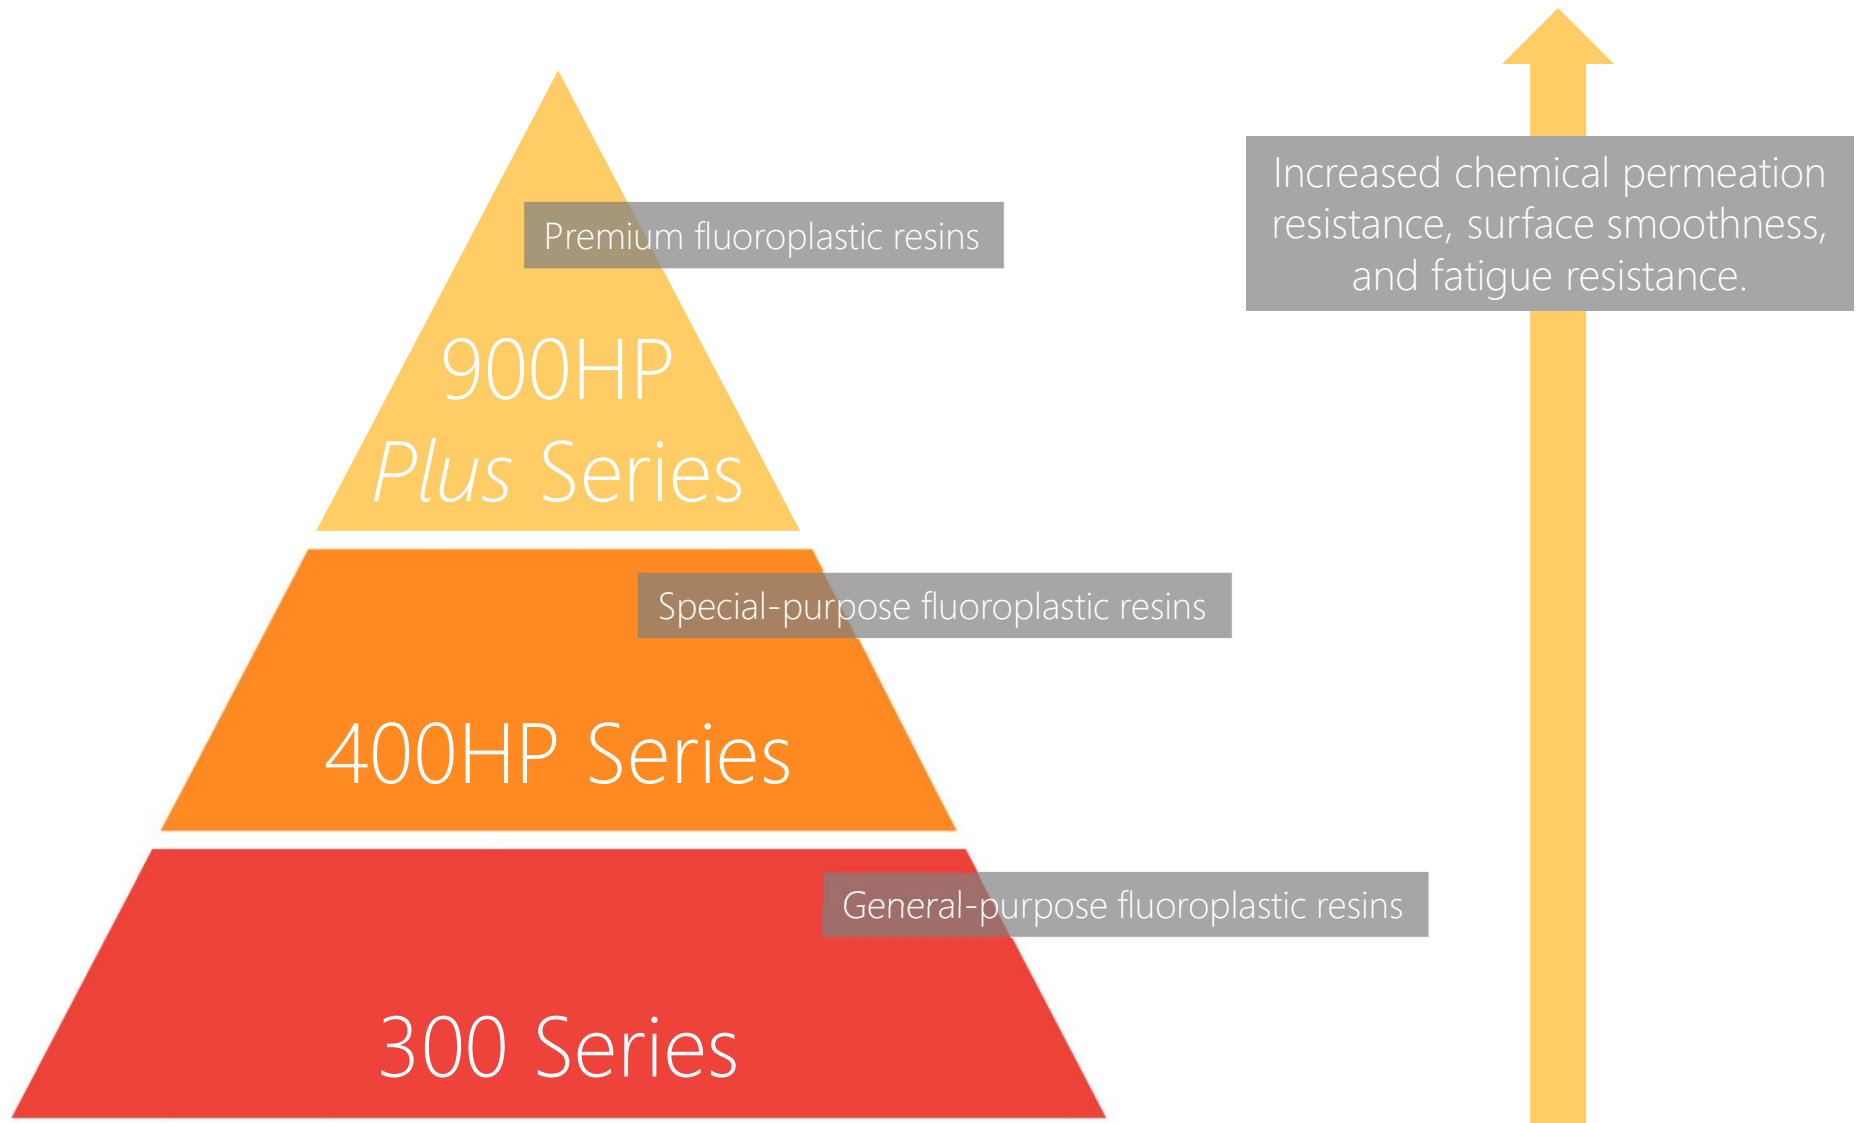 Increased chemical permeation
resistance, surface smoothness,
and fatigue resistance.
Premium fluoroplastic resins
900HP
Plus Series
Special-purpose fluoroplastic resins
400HP Series
General-purpose fluoroplastic resins
300 Series